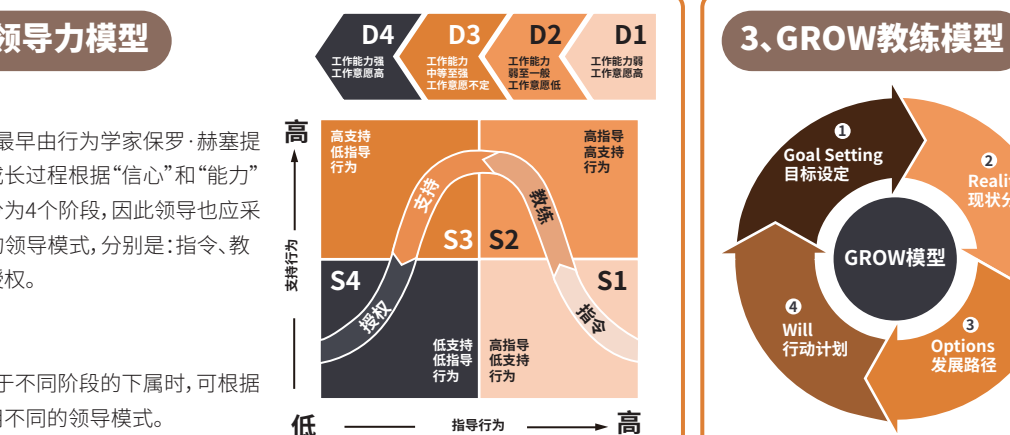 领导力模型
最早由行为学家保罗·赫塞提
成长过程根据“信心”和“能力”
分为4个阶段,因此领导也应采
的领导模式,分别是:指令、教
授权。
于不同阶段的下属时,可根据
用不同的领导模式。
D4
工作能力强
工作意愿高
D3
工作能力
中等至强
工作意愿不定
D2
工作能力
弱至一般
工作意愿低
D1
工作能力弱
工作意愿高
高
支持行为
高支持
低指导
行为
高指导
高支持
行为
支持
教练
S3
S2
S4
S1
授权
指令
低支持
低指导
行为
高指导
低支持
行为
低
指导行为
高
3、GROW教练模型
1
Goal Setting
目标设定
2
Realit
现状分
GROW模型
4
Will
行动计划
3
Options
发展路径